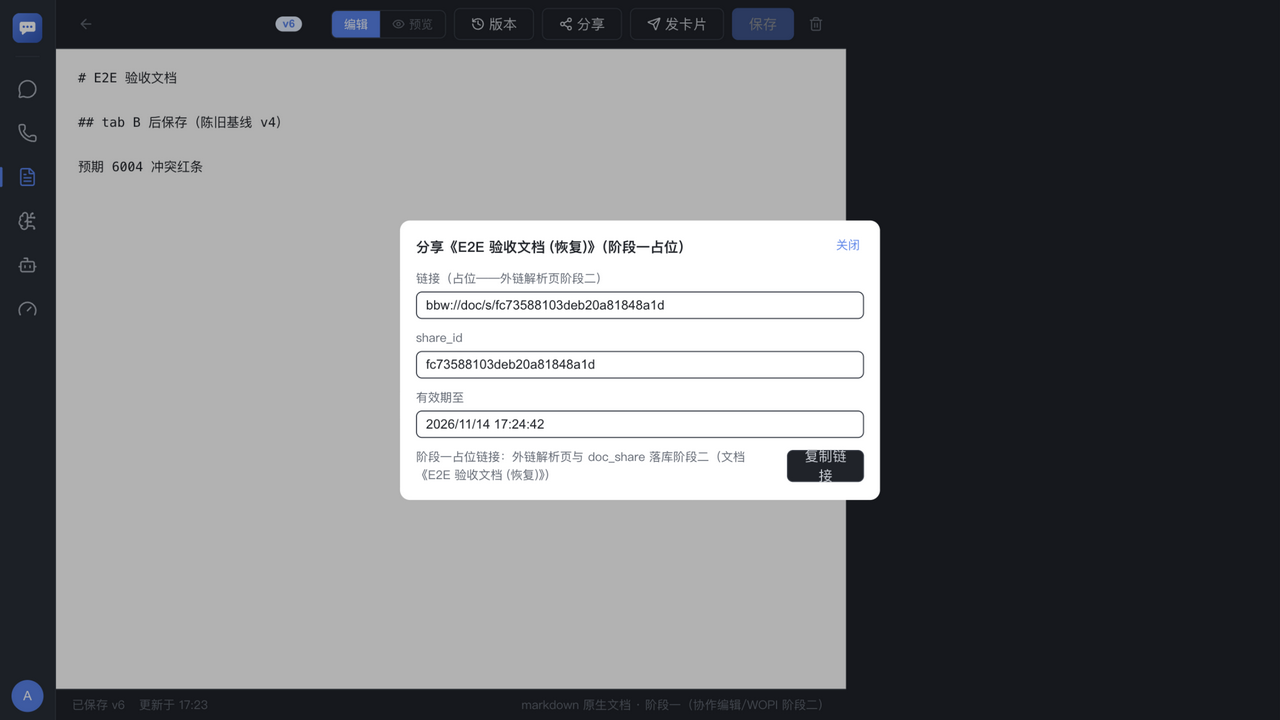 v6
编辑
预览
版本
分享
发卡片
保存
# E2E 验收文档
## tab B 后保存（陈旧基线 v4）
预期 6004 冲突红条
分享《E2E 验收文档 (恢复)》（阶段一占位）
关闭
链接（占位——外链解析页阶段二）
bbw://doc/s/fc73588103deb20a81848a1d
share_id
fc73588103deb20a81848a1d
有效期至
2026/11/14 17:24:42
阶段一占位链接：外链解析页与 doc_share 落库阶段二（文档
《E2E 验收文档 (恢复)》）
复制链
接
A
已保存 v6
更新于 17:23
markdown 原生文档 · 阶段一（协作编辑/WOPI 阶段二）